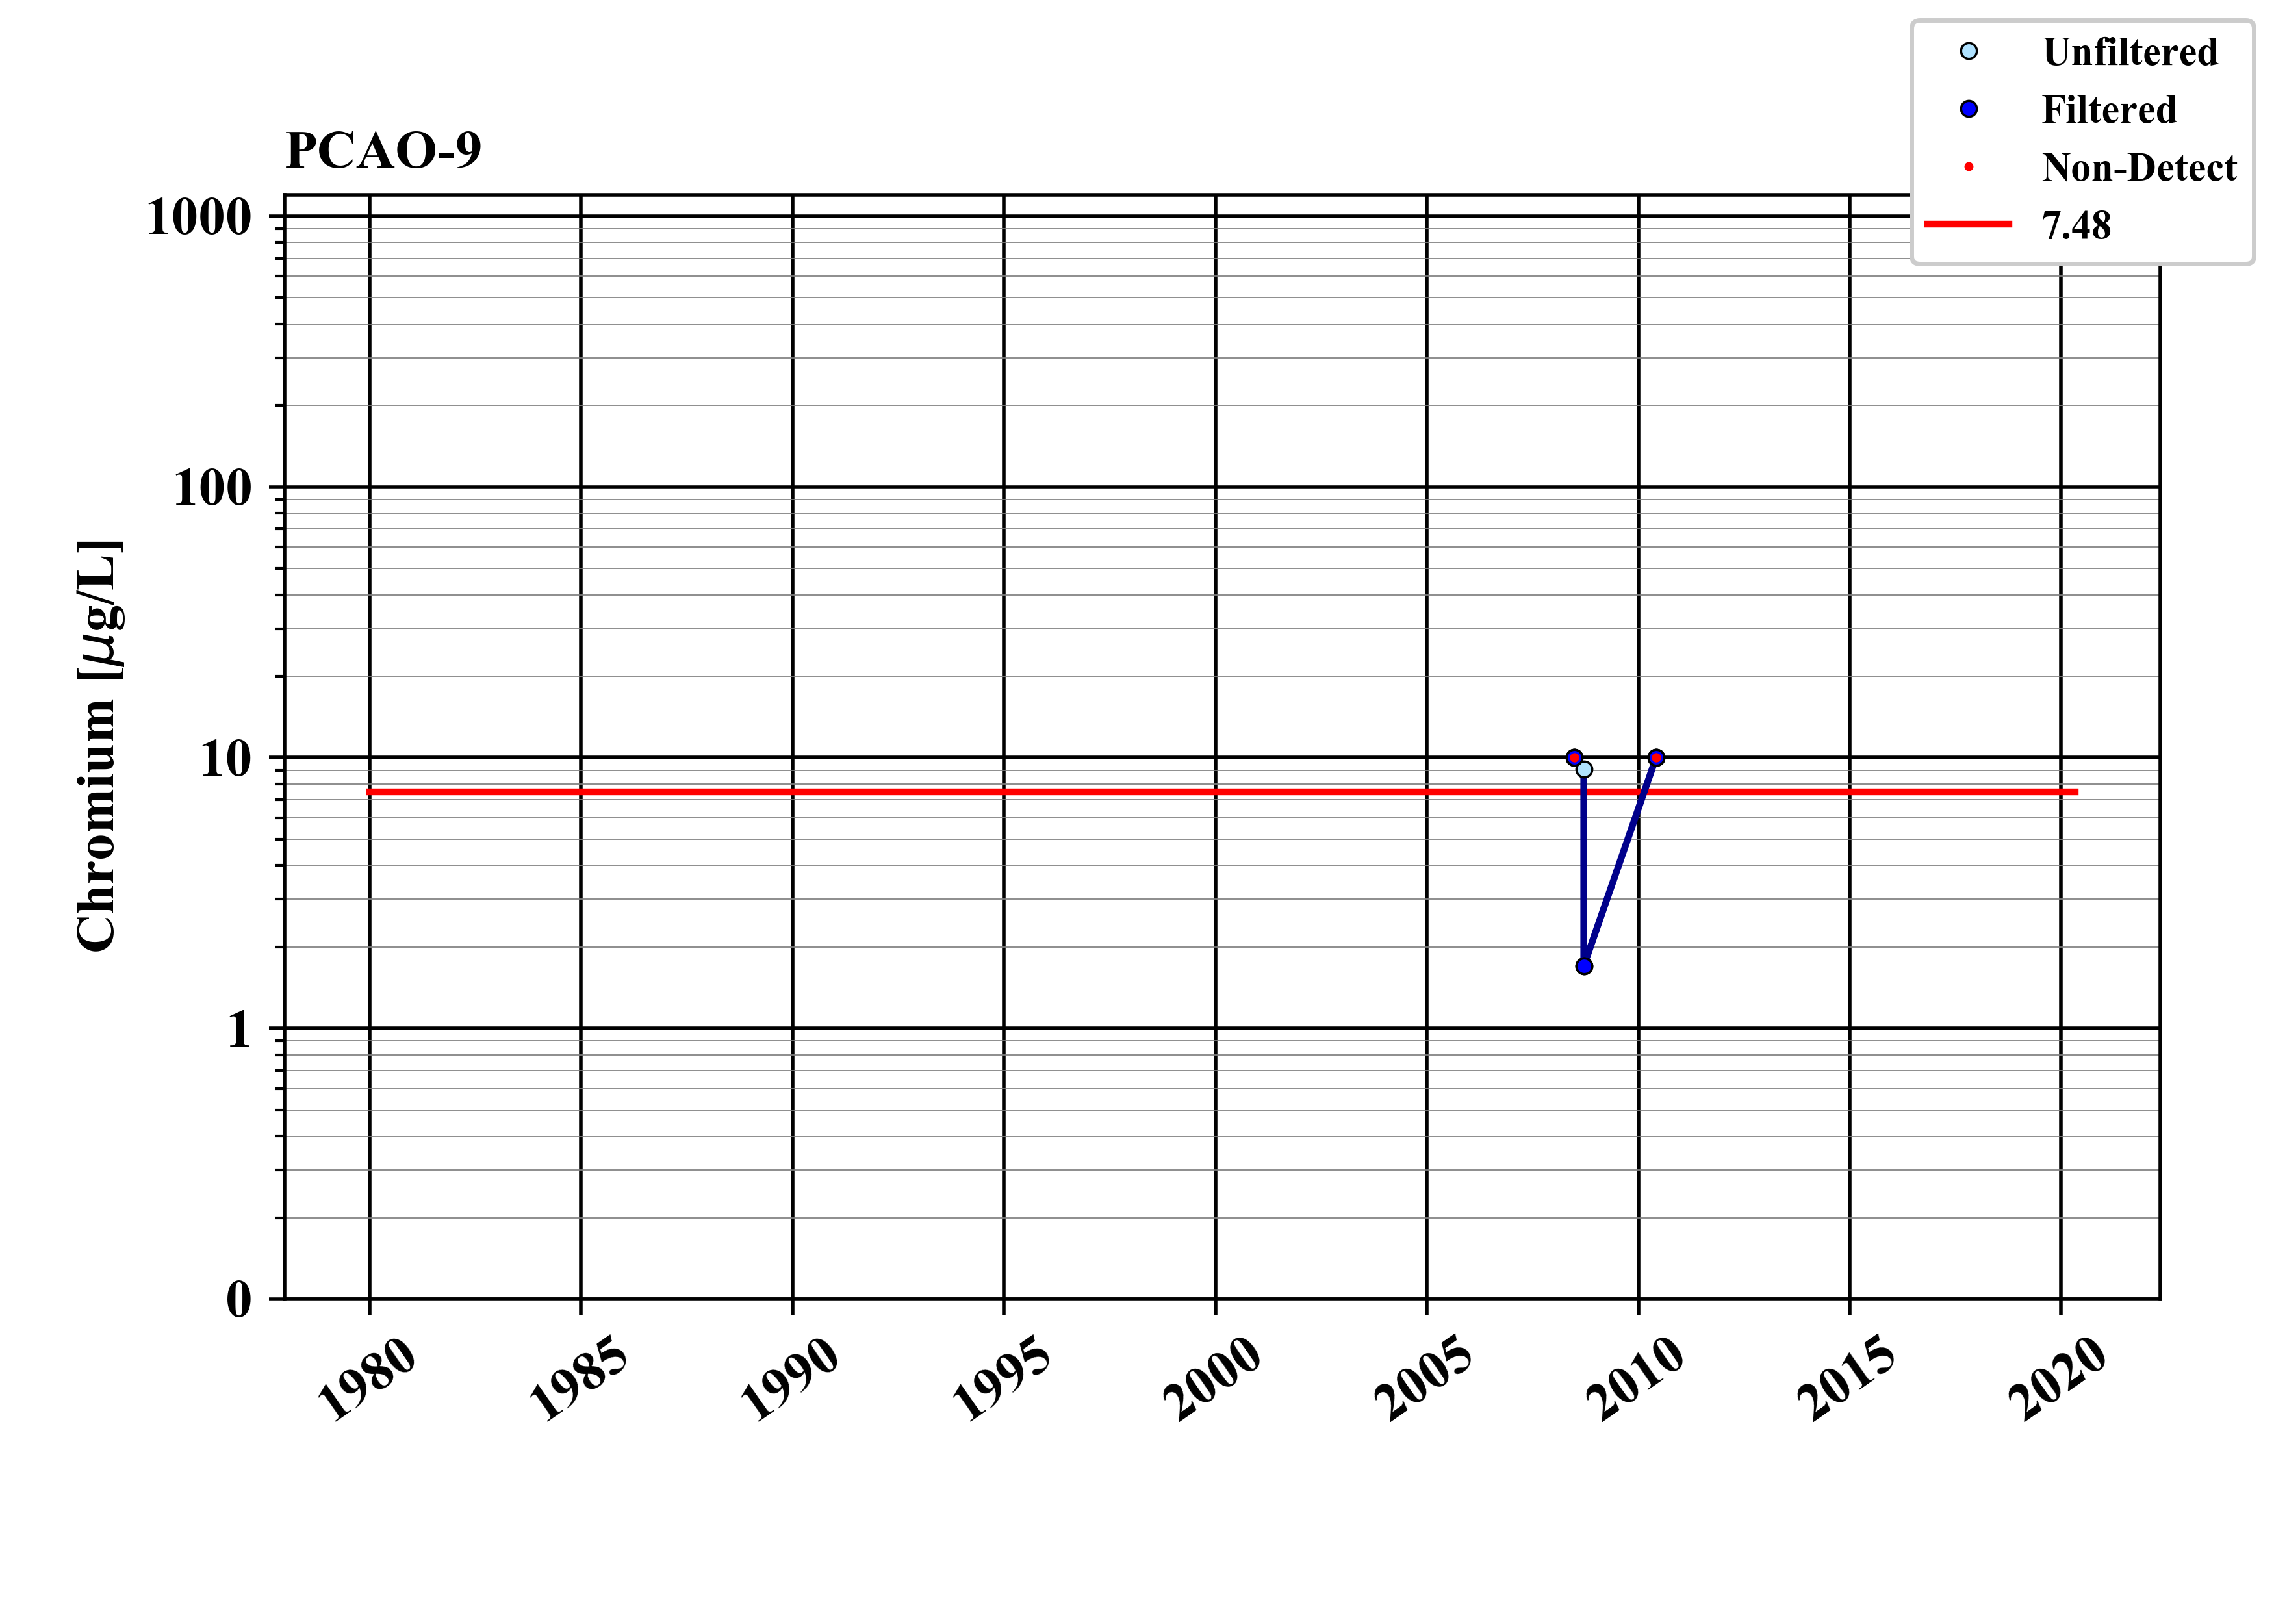 Unfiltered
Filtered
Non-Detect
7.48
PCAO-9
1000
100
10
1
0
Chromium [μg/L]
1980 1985 1990 1995 2000 2005 2010 2015 2020